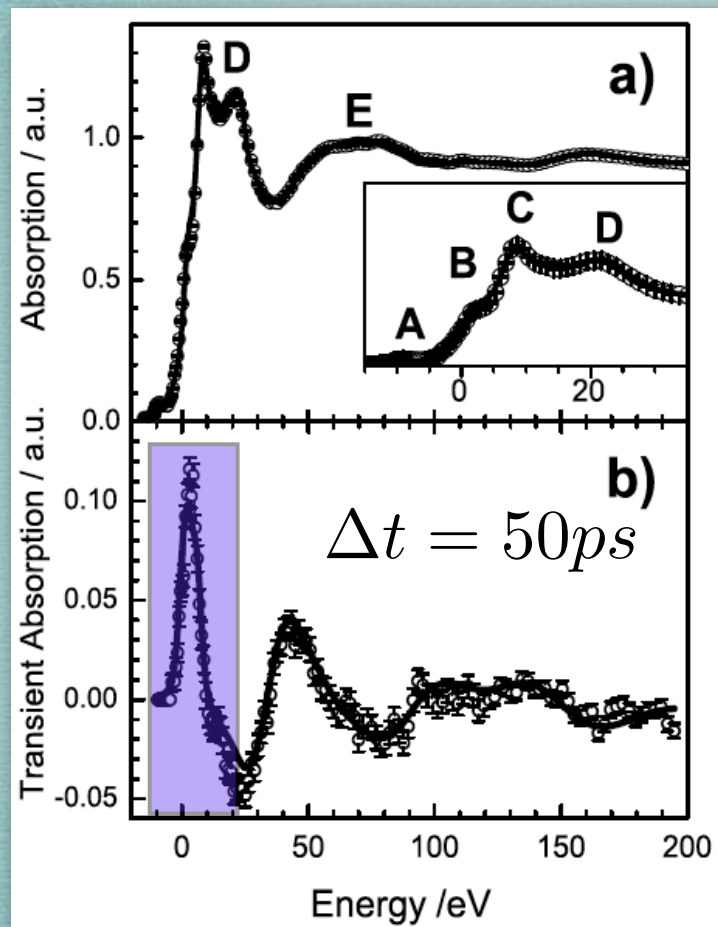 a)
D
E
1.0
0.5
0.0
Absorption / a.u.
A
B
C
D
0
20
b)
Δt = 50ps
0.10
0.05
0.00
-0.05
Transient Absorption / a.u.
0
50
100
150
200
Energy /eV